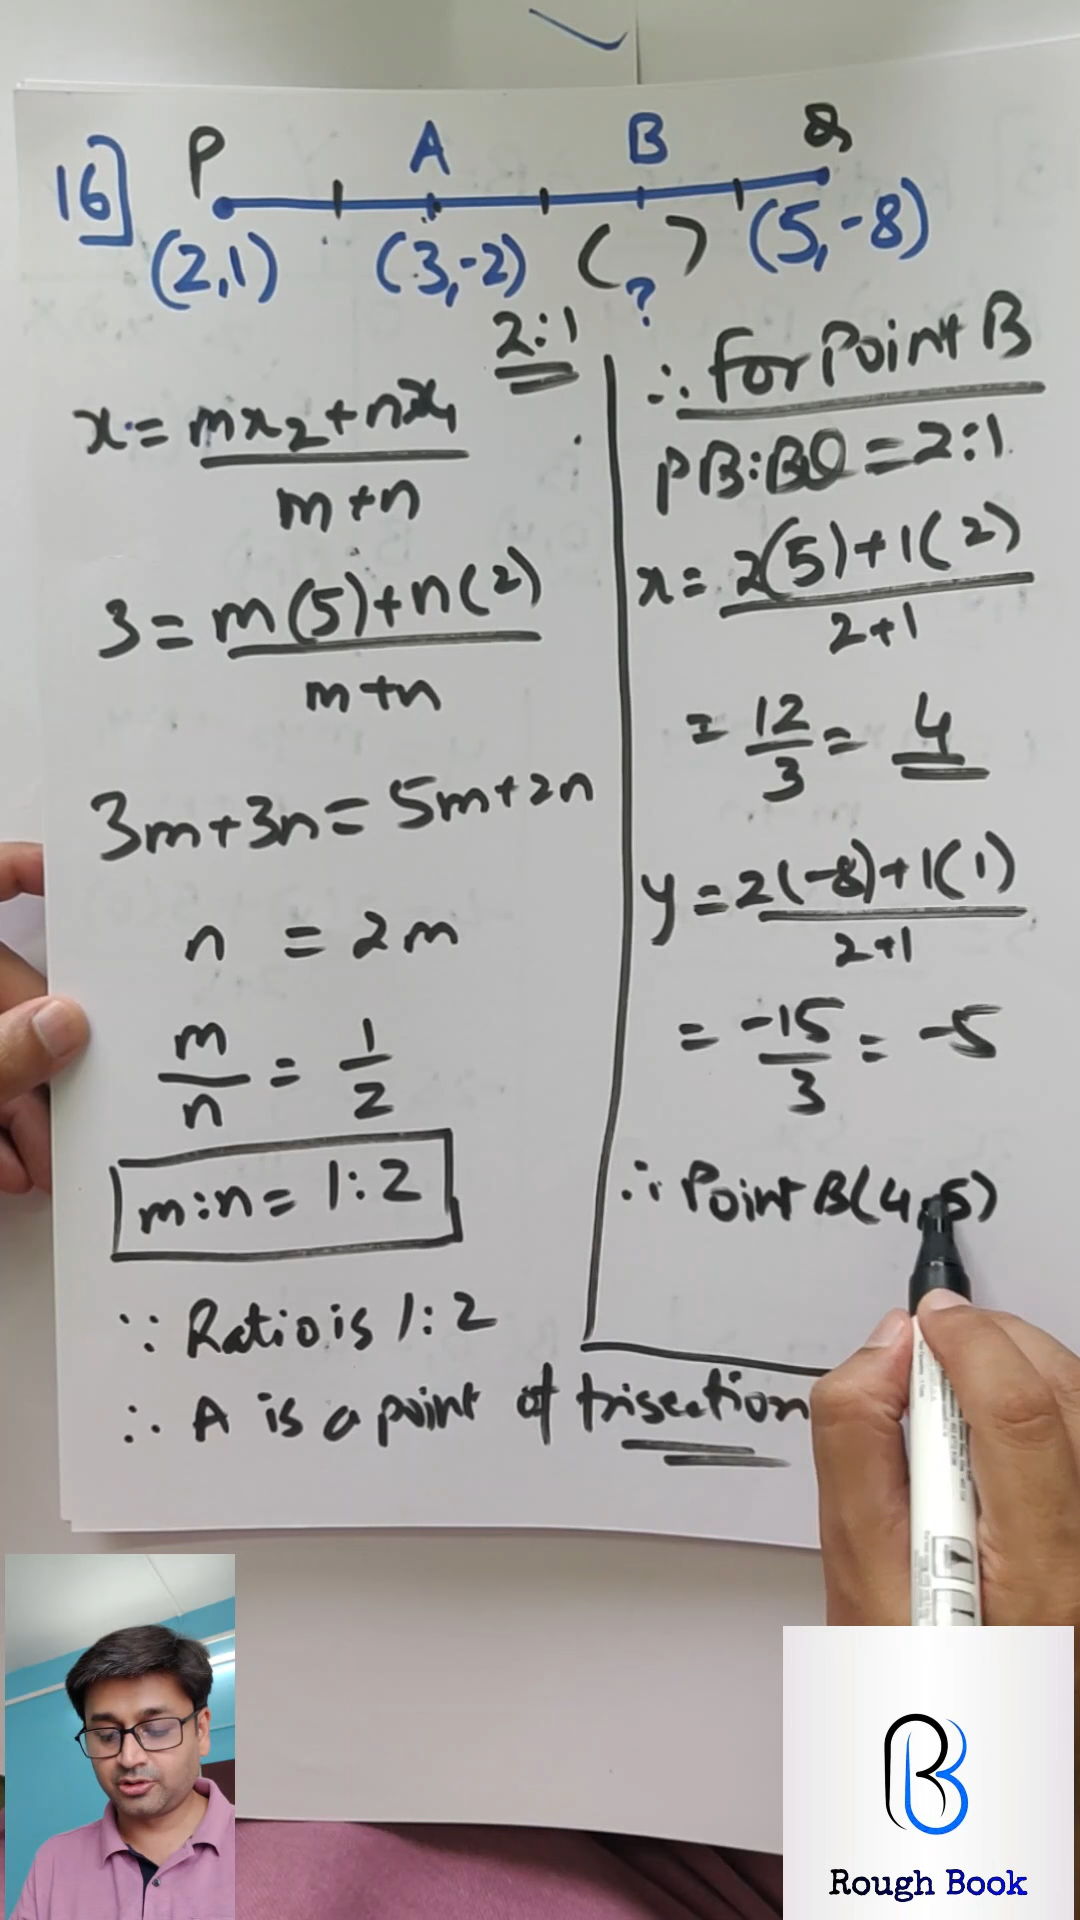 16]
P A B Q
(2,1) (3,-2) ( ? ) (5,-8)
2:1
x = mx₂+nx₁
m+n
3 = m(5)+n(2)
m+n
3m+3n = 5m+2n
n = 2m
m/n = 1/2
m:n = 1:2
∵ Ratio is 1:2
∴ A is a point of trisection
∴ For Point B
PB:BQ = 2:1
x = 2(5)+1(2)
2+1
= 12/3 = 4
y = 2(-8)+1(1)
2+1
= -15/3 = -5
∴ Point B(4,-5)
B
Rough Book